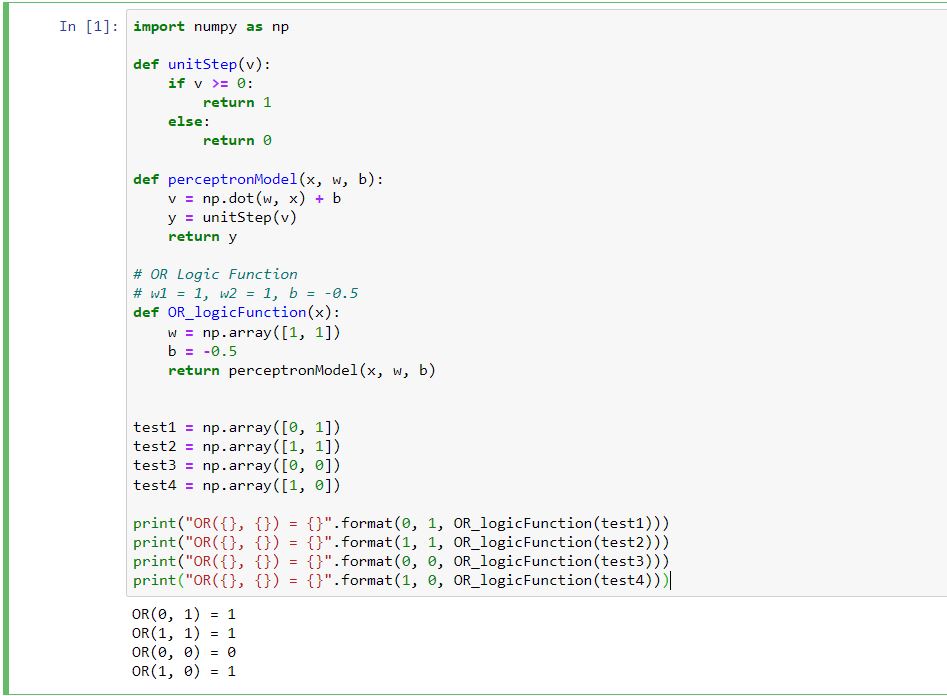 In [1]:
import numpy as np
def unitStep(v):
    if v >= 0:
        return 1
    else:
        return 0
def perceptronModel(x, w, b):
    v = np.dot(w, x) + b
    y = unitStep(v)
    return y
# OR Logic Function
# w1 = 1, w2 = 1, b = -0.5
def OR_logicFunction(x):
    w = np.array([1, 1])
    b = -0.5
    return perceptronModel(x, w, b)
test1 = np.array([0, 1])
test2 = np.array([1, 1])
test3 = np.array([0, 0])
test4 = np.array([1, 0])
print("OR({}, {}) = {}".format(0, 1, OR_logicFunction(test1)))
print("OR({}, {}) = {}".format(1, 1, OR_logicFunction(test2)))
print("OR({}, {}) = {}".format(0, 0, OR_logicFunction(test3)))
print("OR({}, {}) = {}".format(1, 0, OR_logicFunction(test4)))
OR(0, 1) = 1
OR(1, 1) = 1
OR(0, 0) = 0
OR(1, 0) = 1